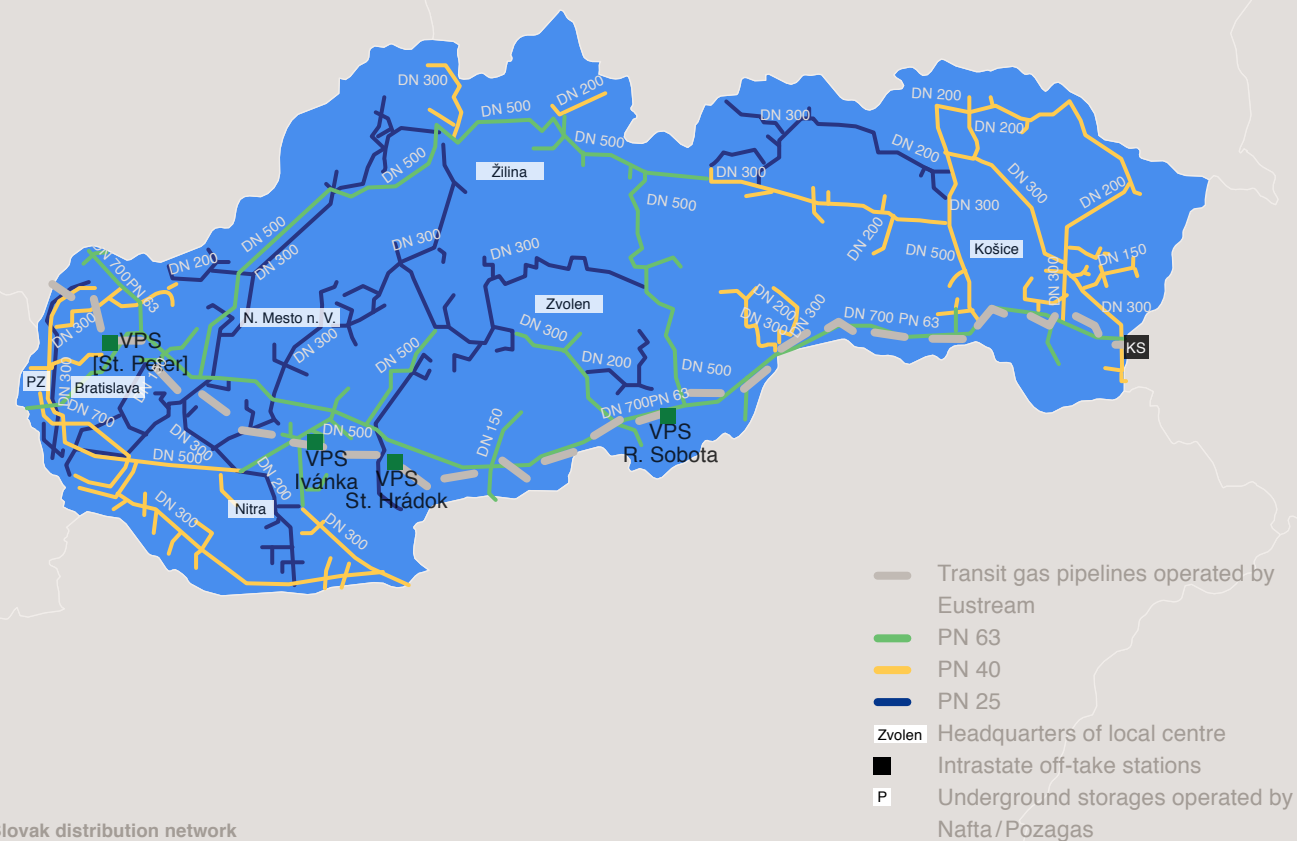 DN 300
DN 200
DN 500
DN 500
DN 500
Žilina
DN 300
DN 200
DN 300
DN 200
DN 200
DN 300
DN 200
DN 300
DN 500
DN 200
DN 500
Košice
DN 300
DN 150
DN 300
DN 500
DN 300
DN 200
DN 300
DN 300
Zvolen
DN 700 PN 63
N. Mesto n. V.
DN 200
DN 300
DN 300
DN 700 PN 63
DN 300
VPS
[St. Peter]
PZ
Bratislava
DN 300
DN 300
DN 500
DN 300
DN 200
DN 500
KS
DN 700
DN 700 PN 63
VPS
R. Sobota
DN 300
DN 500
DN 500
DN 150
DN 200
VPS
Ivánka
VPS
St. Hrádok
Nitra
DN 300
DN 300
Transit gas pipelines operated by
Eustream
PN 63
PN 40
PN 25
Zvolen Headquarters of local centre
Intrastate off-take stations
P Underground storages operated by
Nafta / Pozagas
lovak distribution network